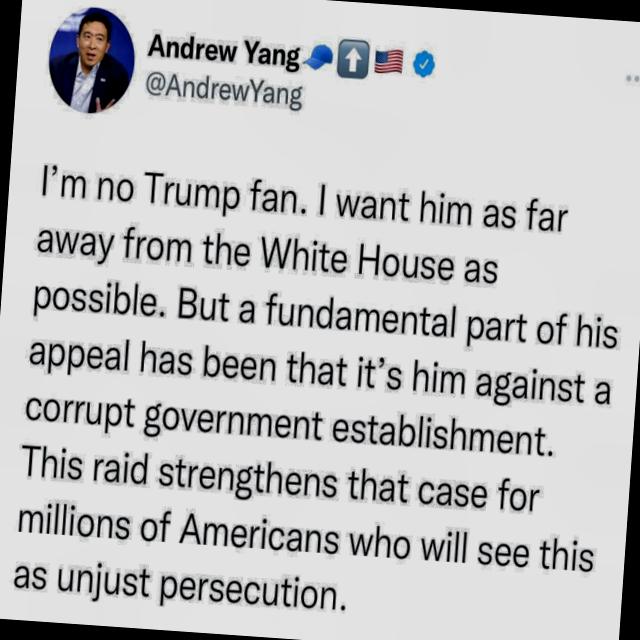 Andrew Yang🧢⬆️🇺🇸
@AndrewYang
I'm no Trump fan. I want him as far
away from the White House as
possible. But a fundamental part of his
appeal has been that it's him against a
corrupt government establishment.
This raid strengthens that case for
millions of Americans who will see this
as unjust persecution.